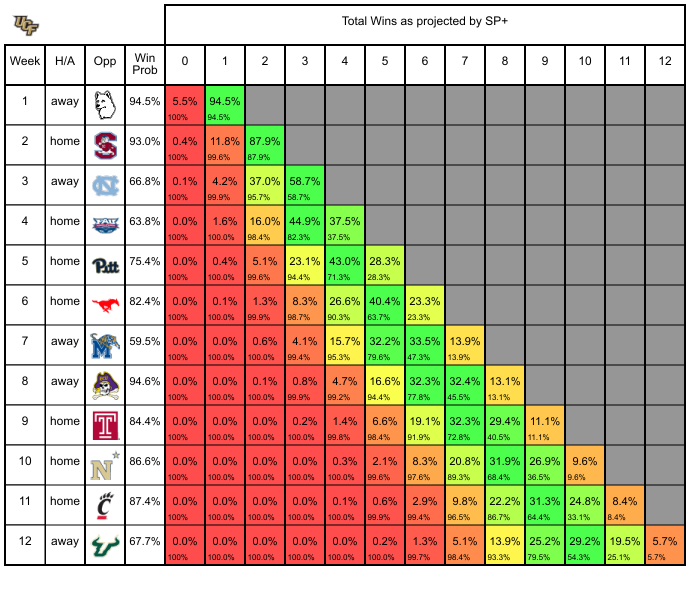 UCF
Total Wins as projected by SP+
Week H/A Opp Win Prob 0 1 2 3 4 5 6 7 8 9 10 11 12
1 away 94.5% 5.5% 94.5%
100% 94.5%
2 home S 93.0% 0.4% 11.8% 87.9%
100% 99.6% 87.9%
3 away NC 66.8% 0.1% 4.2% 37.0% 58.7%
100% 99.9% 95.7% 58.7%
4 home FAU 63.8% 0.0% 1.6% 16.0% 44.9% 37.5%
100% 100.0% 98.4% 82.3% 37.5%
5 home Pitt 75.4% 0.0% 0.4% 5.1% 23.1% 43.0% 28.3%
100% 100.0% 99.6% 94.4% 71.3% 28.3%
6 home 82.4% 0.0% 0.1% 1.3% 8.3% 26.6% 40.4% 23.3%
100% 100.0% 99.9% 98.7% 90.3% 63.7% 23.3%
7 away M 59.5% 0.0% 0.0% 0.6% 4.1% 15.7% 32.2% 33.5% 13.9%
100% 100.0% 100.0% 99.4% 95.3% 79.6% 47.3% 13.9%
8 away 94.6% 0.0% 0.0% 0.1% 0.8% 4.7% 16.6% 32.3% 32.4% 13.1%
100% 100.0% 100.0% 99.9% 99.2% 94.4% 77.8% 45.5% 13.1%
9 home T 84.4% 0.0% 0.0% 0.0% 0.2% 1.4% 6.6% 19.1% 32.3% 29.4% 11.1%
100% 100.0% 100.0% 100.0% 99.8% 98.4% 91.9% 72.8% 40.5% 11.1%
10 home N 86.6% 0.0% 0.0% 0.0% 0.0% 0.3% 2.1% 8.3% 20.8% 31.9% 26.9% 9.6%
100% 100.0% 100.0% 100.0% 100.0% 99.6% 97.6% 89.3% 68.4% 36.5% 9.6%
11 home C 87.4% 0.0% 0.0% 0.0% 0.0% 0.1% 0.6% 2.9% 9.8% 22.2% 31.3% 24.8% 8.4%
100% 100.0% 100.0% 100.0% 100.0% 99.9% 99.4% 96.5% 86.7% 64.4% 33.1% 8.4%
12 away U 67.7% 0.0% 0.0% 0.0% 0.0% 0.0% 0.2% 1.3% 5.1% 13.9% 25.2% 29.2% 19.5% 5.7%
100% 100.0% 100.0% 100.0% 100.0% 100.0% 99.7% 98.4% 93.3% 79.5% 54.3% 25.1% 5.7%